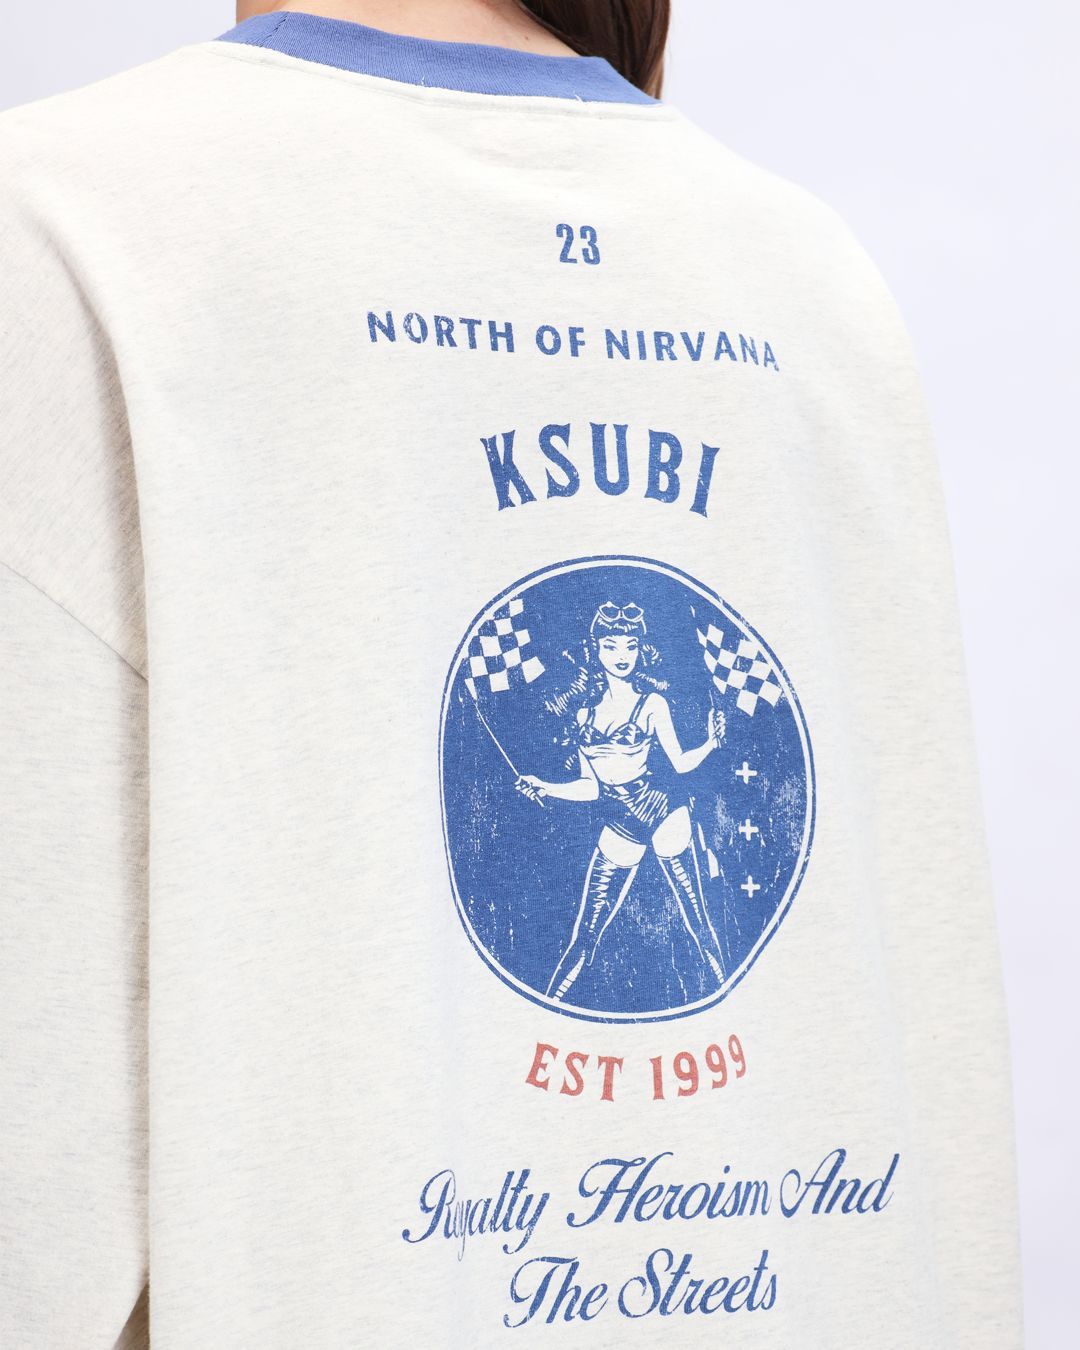 23
NORTH OF NIRVANA
KSUBI
EST 1999
Royalty Heroism And
The Streets